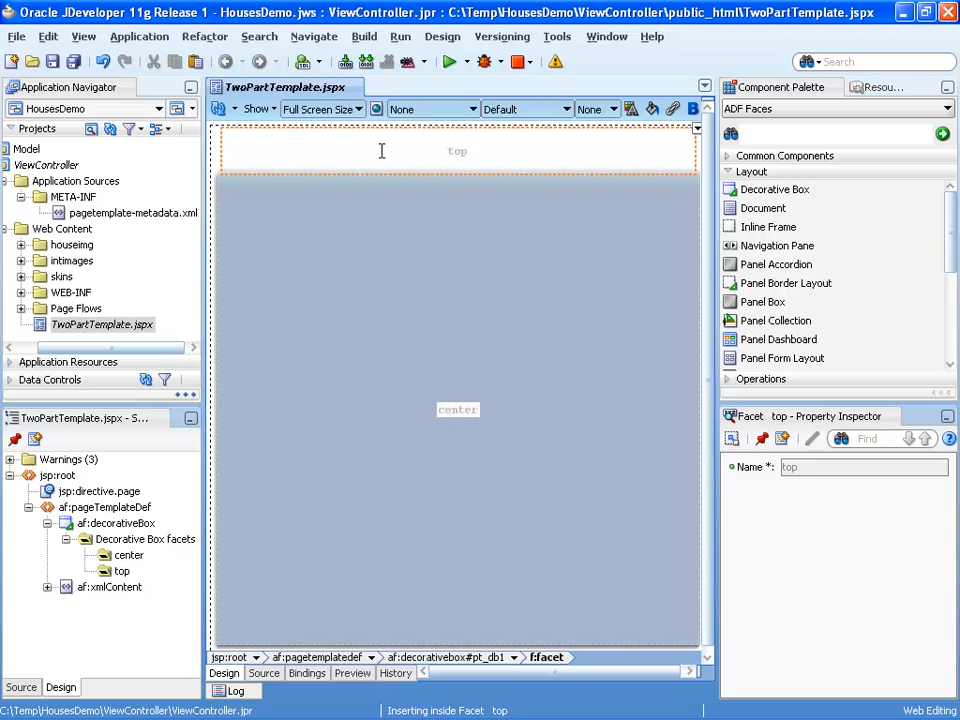 Oracle JDeveloper 11g Release 1 - HousesDemo.jws : ViewController.jpr : C:\Temp\HousesDemo\ViewController\public_html\TwoPartTemplate.jspx
File Edit View Application Refactor Search Navigate Build Run Design Versioning Tools Window Help
Search
Application Navigator
HousesDemo
Projects
Model
ViewController
Application Sources
META-INF
pagetemplate-metadata.xml
Web Content
houseimg
intimages
skins
WEB-INF
Page Flows
TwoPartTemplate.jspx
Application Resources
Data Controls
TwoPartTemplate.jspx - S...
Warnings (3)
jsp:root
jsp:directive.page
af:pageTemplateDef
af:decorativeBox
Decorative Box facets
center
top
af:xmlContent
Source Design
TwoPartTemplate.jspx
Show Full Screen Size None Default None B
top
center
jsp:root af:pagetemplatedef af:decorativebox#pt_db1 f:facet
Design Source Bindings Preview History
Log
Component Palette Resou...
ADF Faces
Common Components
Layout
Decorative Box
Document
Inline Frame
Navigation Pane
Panel Accordion
Panel Border Layout
Panel Box
Panel Collection
Panel Dashboard
Panel Form Layout
Operations
Facet top - Property Inspector
Find
Name *: top
C:\Temp\HousesDemo\ViewController\ViewController.jpr Inserting inside Facet top Web Editing